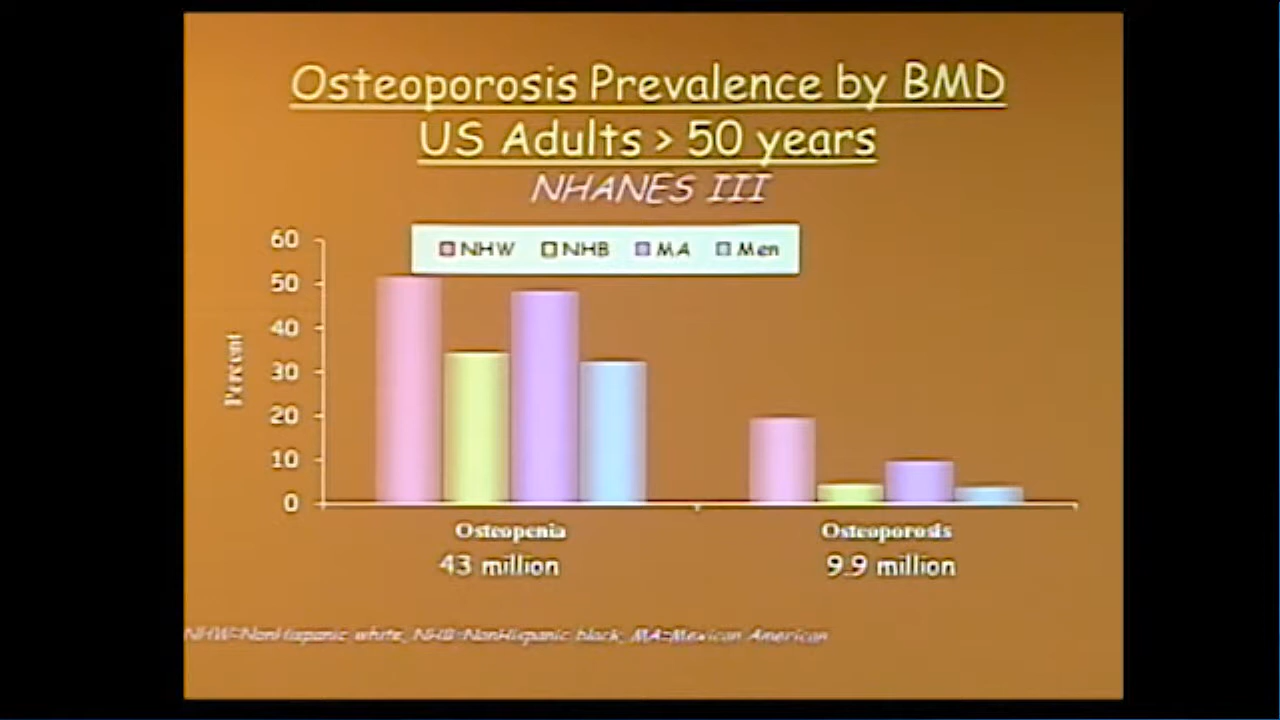 Osteoporosis Prevalence by BMD
US Adults > 50 years
NHANES III
NHW NHB MA Men
60
50
40
30
20
10
0
Percent
Osteopenia Osteoporosis
43 million 9.9 million
NHW=NonHispanic white, NHB=NonHispanic black, MA=Mexican American